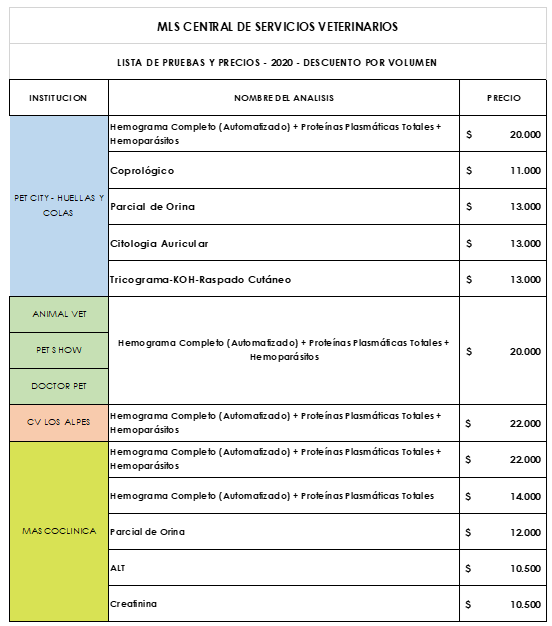 MLS CENTRAL DE SERVICIOS VETERINARIOS
LISTA DE PRUEBAS Y PRECIOS - 2020 - DESCUENTO POR VOLUMEN
INSTITUCION NOMBRE DEL ANALISIS PRECIO
PET CITY - HUELLAS Y
COLAS
Hemograma Completo (Automatizado) + Proteínas Plasmáticas Totales +
Hemoparásitos
$ 20.000
Coprológico $ 11.000
Parcial de Orina $ 13.000
Citologia Auricular $ 13.000
Tricograma-KOH-Raspado Cutáneo $ 13.000
ANIMAL VET
PET SHOW
DOCTOR PET
Hemograma Completo (Automatizado) + Proteínas Plasmáticas Totales +
Hemoparásitos
$ 20.000
CV LOS ALPES
Hemograma Completo (Automatizado) + Proteínas Plasmáticas Totales +
Hemoparásitos
$ 22.000
MASCOCLINICA
Hemograma Completo (Automatizado) + Proteínas Plasmáticas Totales +
Hemoparásitos
$ 22.000
Hemograma Completo (Automatizado) + Proteínas Plasmáticas Totales $ 14.000
Parcial de Orina $ 12.000
ALT $ 10.500
Creatinina $ 10.500